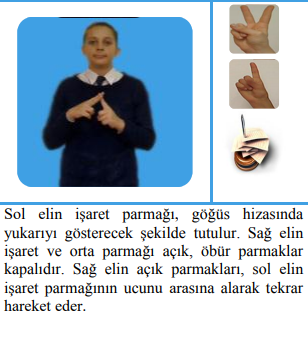 Sol elin işaret parmağı, göğüs hizasında
yukarıyı gösterecek şekilde tutulur. Sağ elin
işaret ve orta parmağı açık, öbür parmaklar
kapalıdır. Sağ elin açık parmakları, sol elin
işaret parmağının ucunu arasına alarak tekrar
hareket eder.